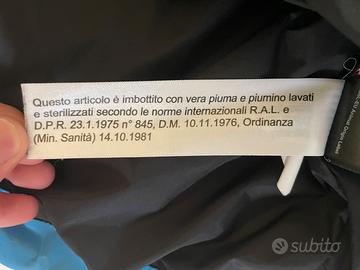 Questo articolo è imbottito con vera piuma e piumino lavati
e sterilizzati secondo le norme internazionali R.A.L. e
D.P.R. 23.1.1975 n° 845, D.M. 10.11.1976, Ordinanza
(Min. Sanità) 14.10.1981
subito